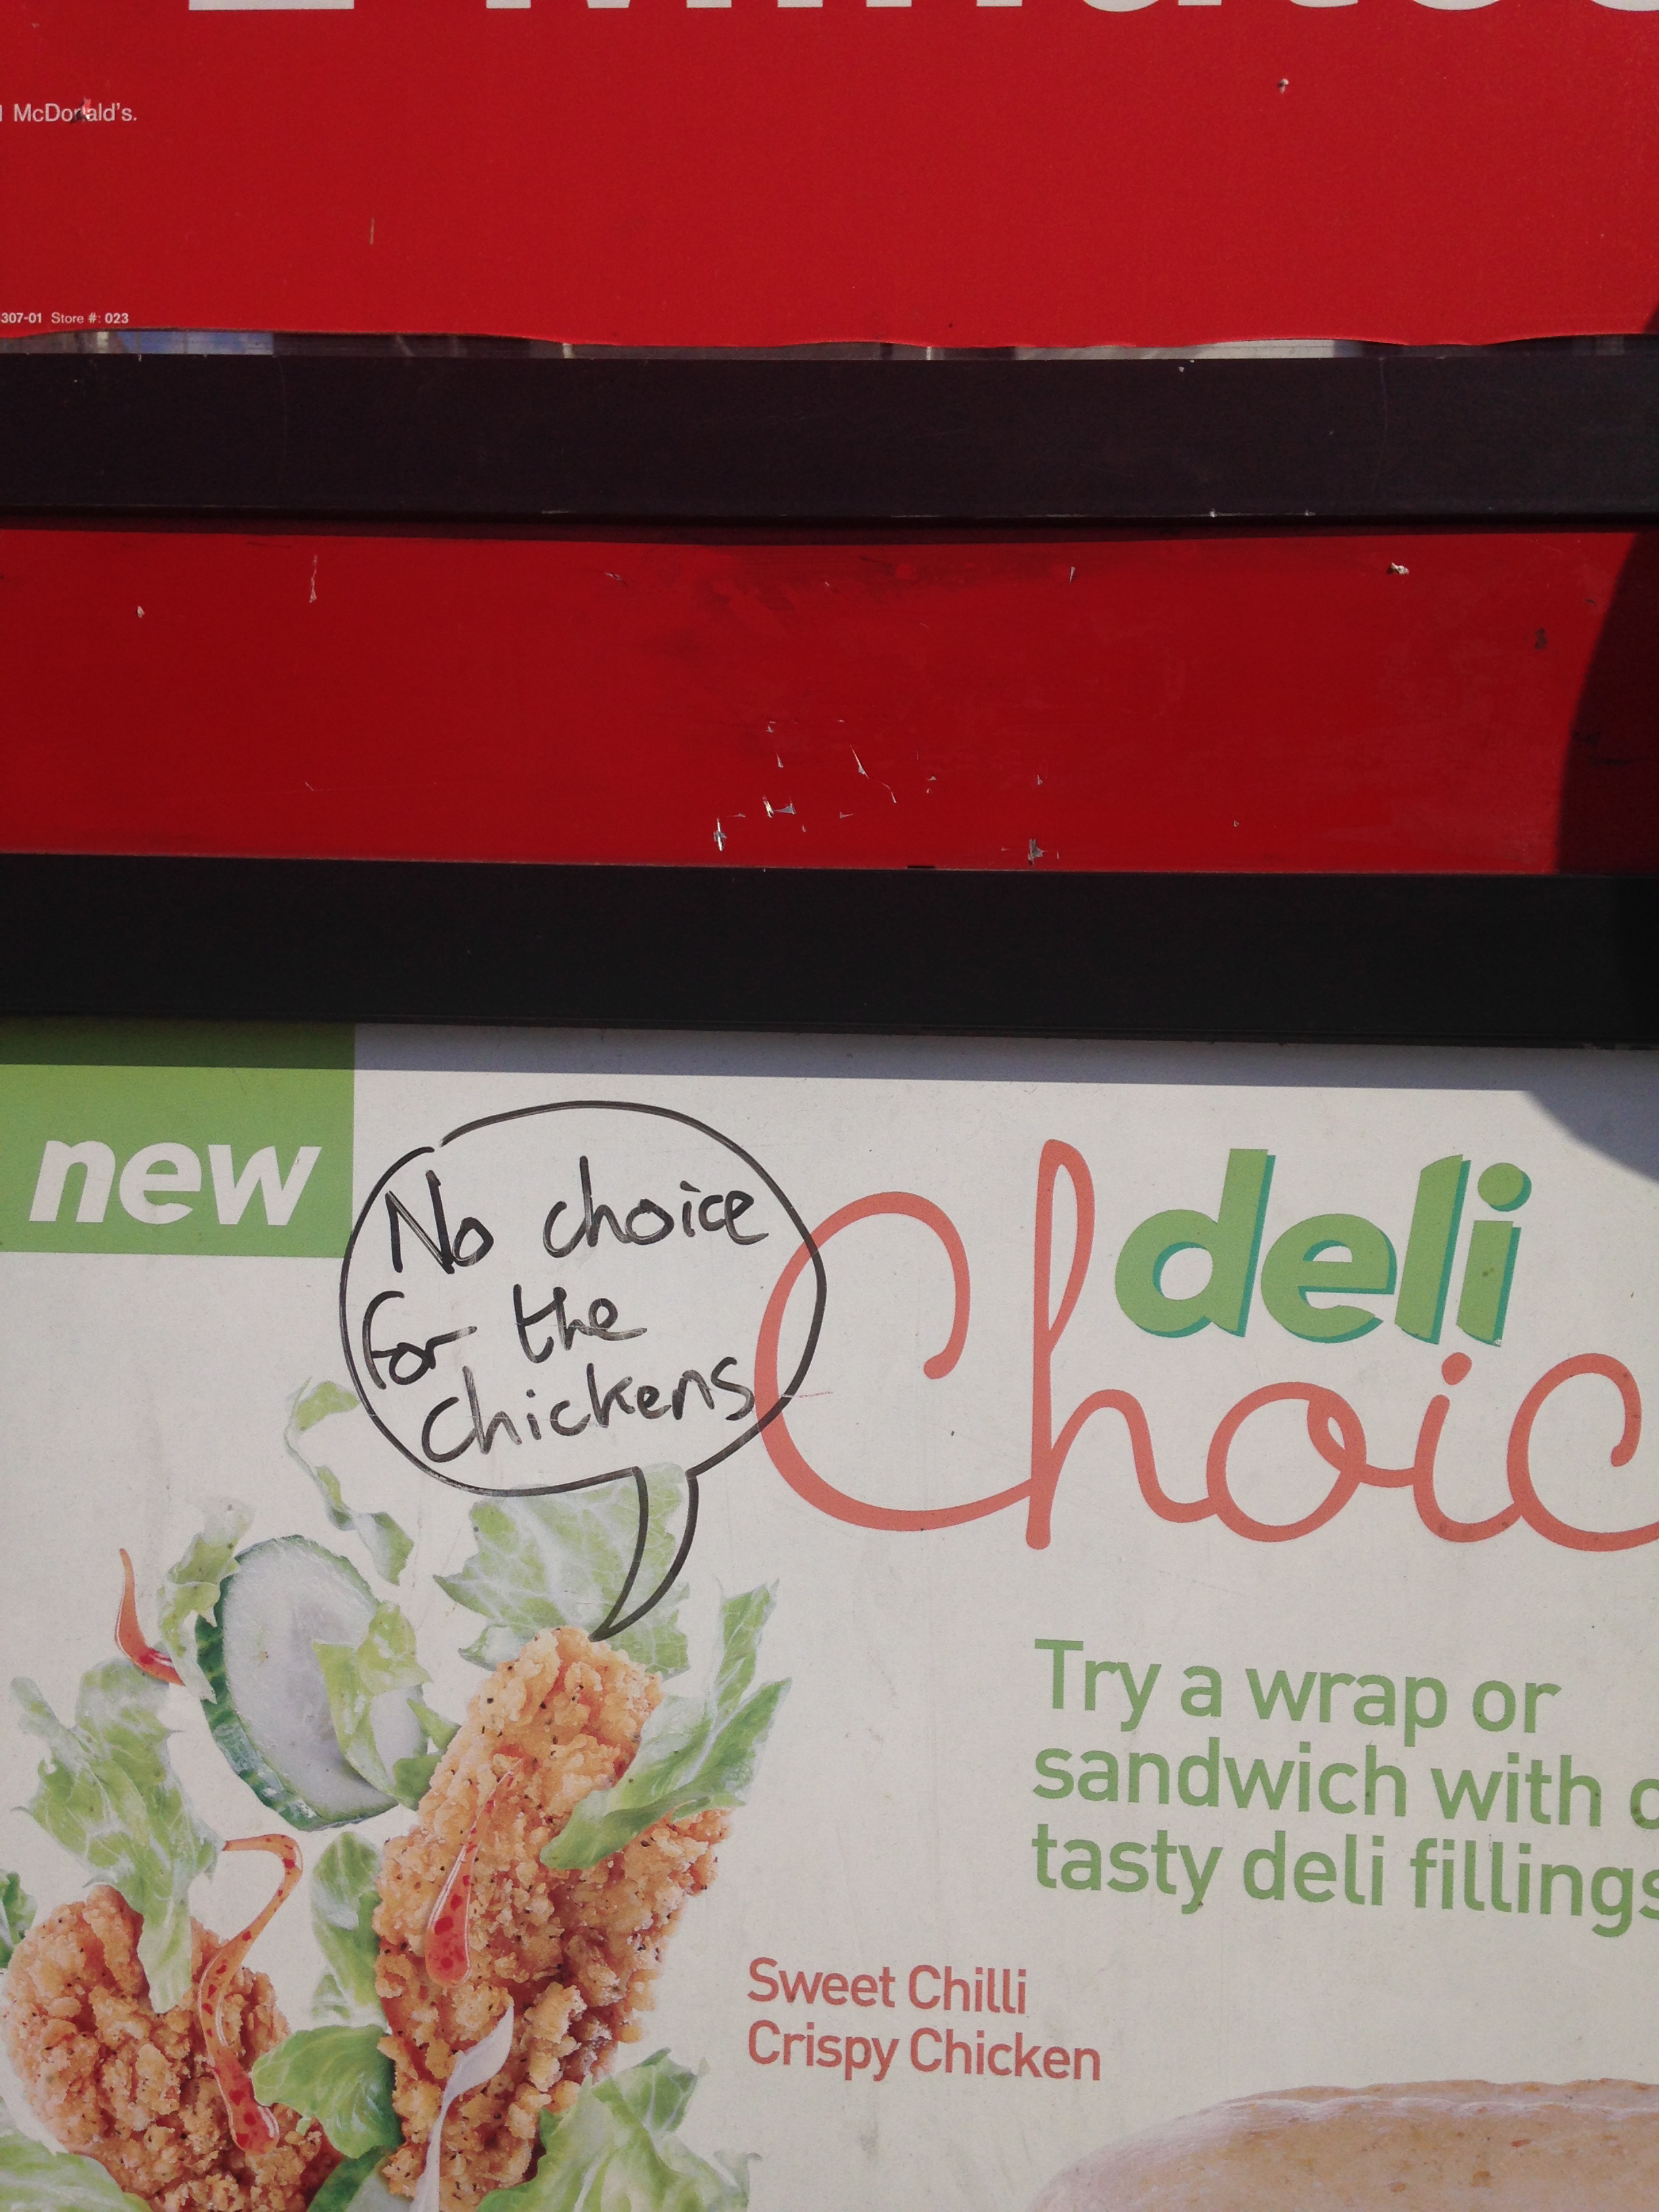 McDonald's.
307-01 Store #: 023
new
No choice
for the
chickens
deli
Choic
Try a wrap or
sandwich with
tasty deli fillings
Sweet Chilli
Crispy Chicken